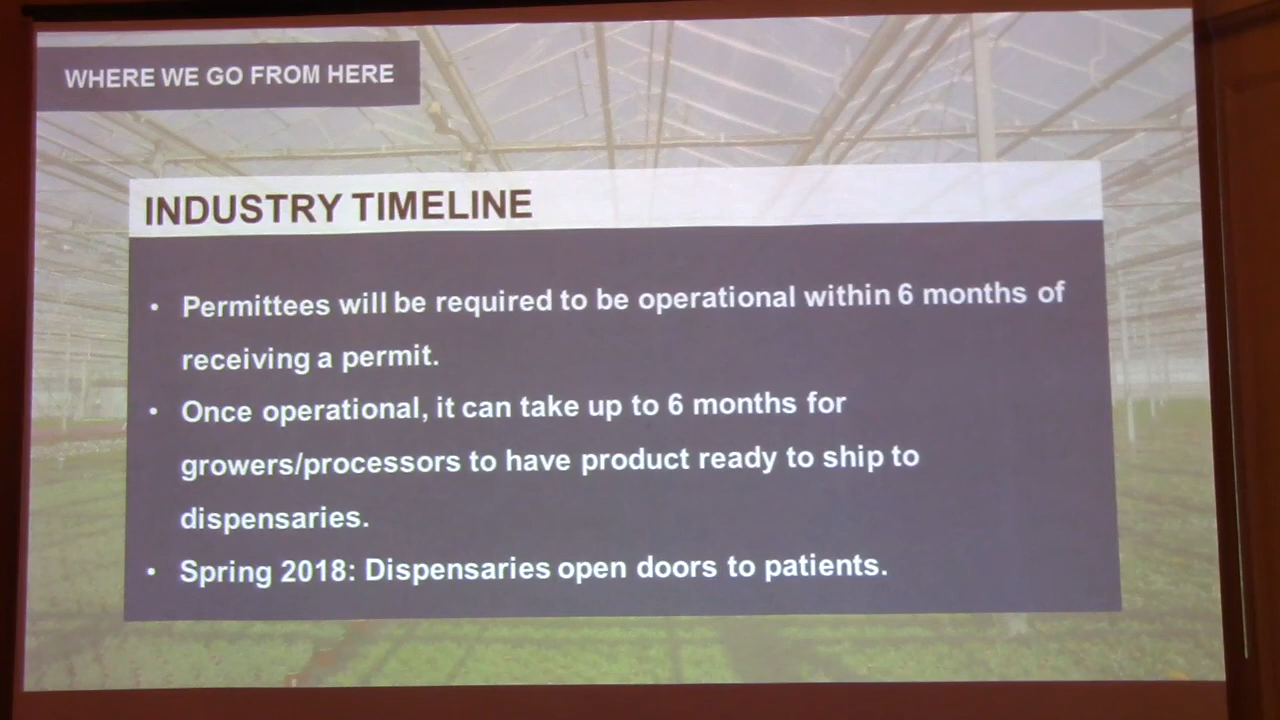 WHERE WE GO FROM HERE
INDUSTRY TIMELINE
• Permittees will be required to be operational within 6 months of
receiving a permit.
• Once operational, it can take up to 6 months for
growers/processors to have product ready to ship to
dispensaries.
• Spring 2018: Dispensaries open doors to patients.